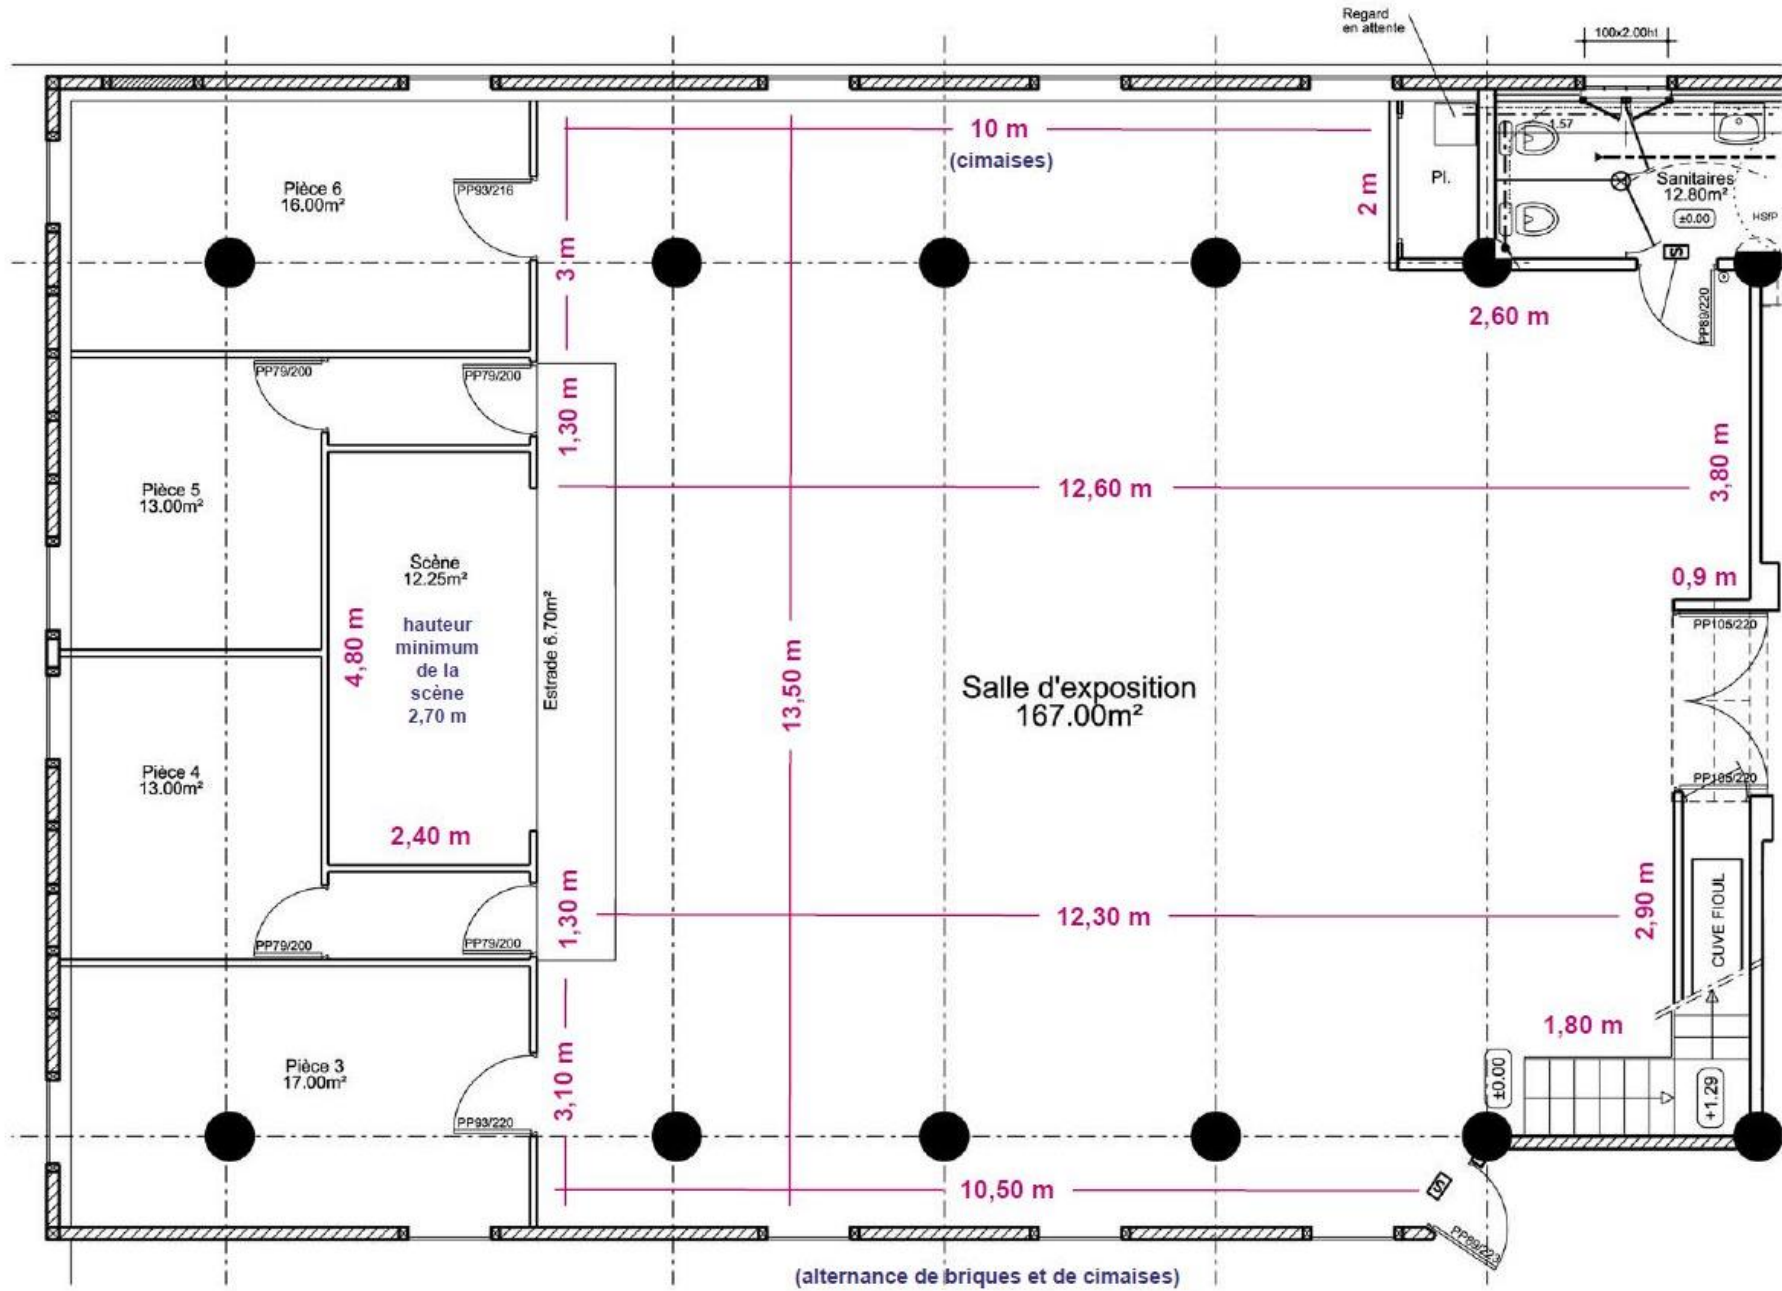 Regard
en attente
100x2.00ht
10 m
(cimaises)
1.57
Pièce 6
16.00m²
PP93/216
3 m
2 m
Pl.
Sanitaires
12.80m²
±0.00
HSfP
S
2,60 m
PP89/220
PP79/200
PP79/200
1,30 m
12,60 m
3,80 m
Pièce 5
13.00m²
Scène
12.25m²
hauteur
minimum
de la
scène
2,70 m
4,80 m
Estrade 6.70m²
13,50 m
0,9 m
PP105/220
Salle d'exposition
167.00m²
Pièce 4
13.00m²
PP105/220
2,40 m
1,30 m
12,30 m
2,90 m
CUVE FIOUL
PP79/200
PP79/200
1,80 m
Pièce 3
17.00m²
3,10 m
±0.00
+1.29
PP93/220
10,50 m
S
PP89/223
(alternance de briques et de cimaises)